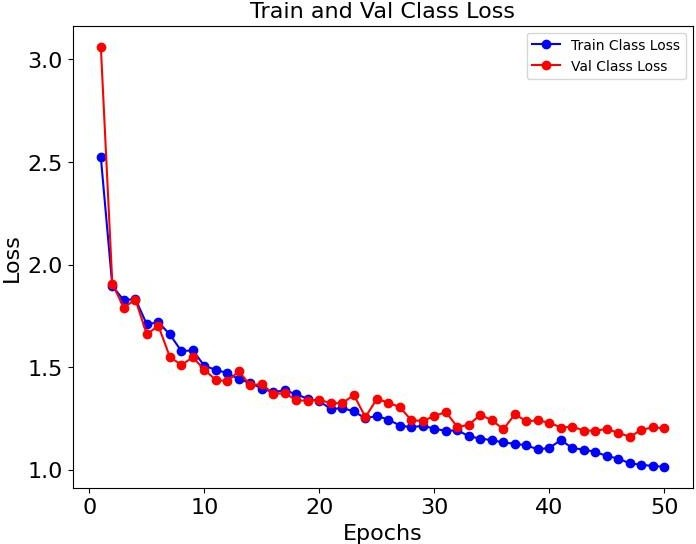 Train and Val Class Loss
Train Class Loss
Val Class Loss
Loss
3.0
2.5
2.0
1.5
1.0
0 10 20 30 40 50
Epochs